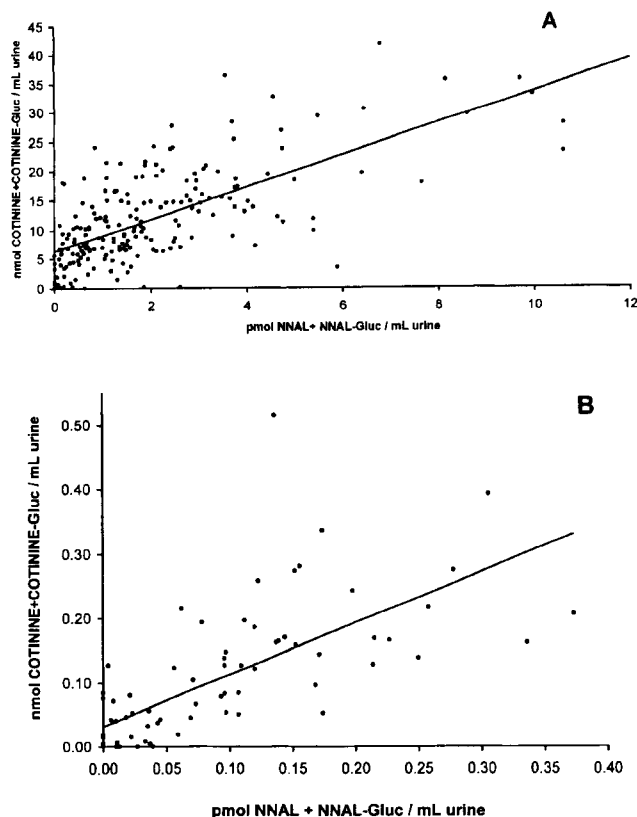 A
45
40
35
30
25
20
15
10
5
0
nmol COTININE+COTININE-Gluc / mL urine
0 2 4 6 8 10 12
pmol NNAL+ NNAL-Gluc / mL urine
B
0.50
0.40
0.30
0.20
0.10
0.00
nmol COTININE+COTININE-Gluc / mL urine
0.00 0.05 0.10 0.15 0.20 0.25 0.30 0.35 0.40
pmol NNAL + NNAL-Gluc / mL urine